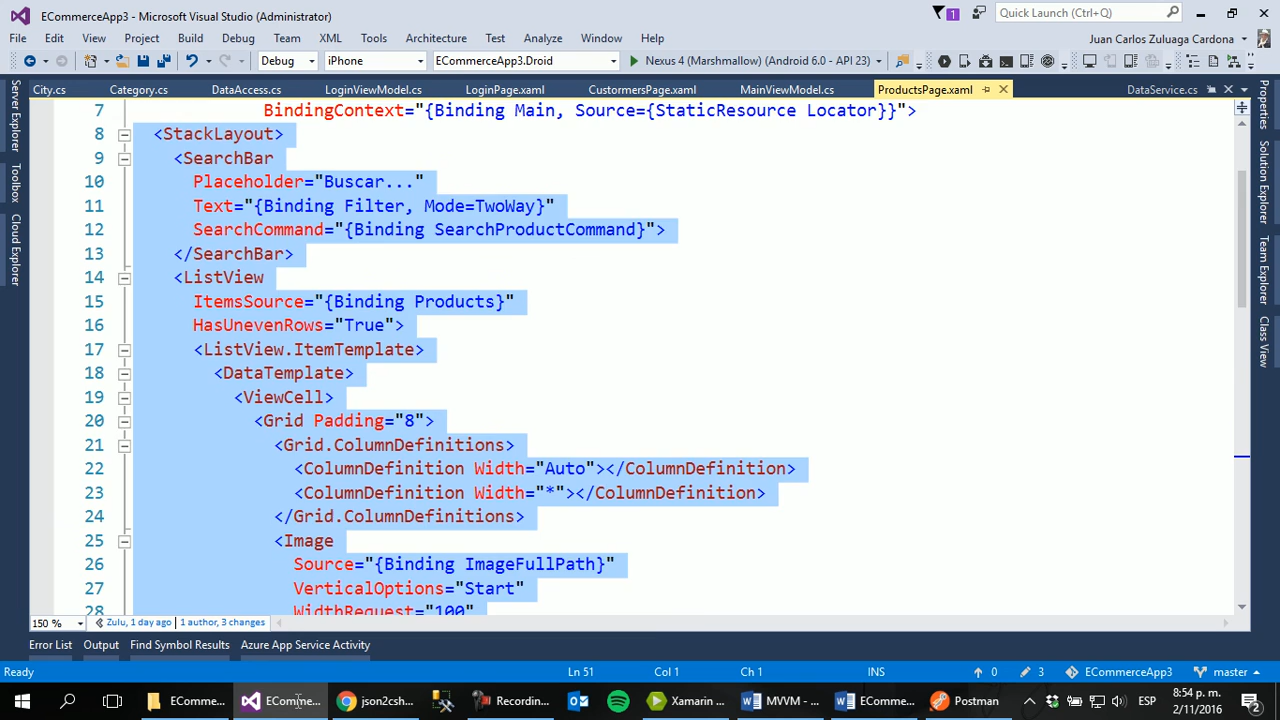 ECommerceApp3 - Microsoft Visual Studio (Administrator)
1
Quick Launch (Ctrl+Q)
File Edit View Project Build Debug Team XML Tools Architecture Test Analyze Window Help
Juan Carlos Zuluaga Cardona
Debug iPhone ECommerceApp3.Droid Nexus 4 (Marshmallow) (Android 6.0 - API 23)
City.cs Category.cs DataAccess.cs LoginViewModel.cs LoginPage.xaml CustormersPage.xaml MainViewModel.cs ProductsPage.xaml DataService.cs
Server Explorer
Toolbox
Cloud Explorer
7 BindingContext="{Binding Main, Source={StaticResource Locator}}">
8 <StackLayout>
9 <SearchBar
10 Placeholder="Buscar..."
11 Text="{Binding Filter, Mode=TwoWay}"
12 SearchCommand="{Binding SearchProductCommand}">
13 </SearchBar>
14 <ListView
15 ItemsSource="{Binding Products}"
16 HasUnevenRows="True">
17 <ListView.ItemTemplate>
18 <DataTemplate>
19 <ViewCell>
20 <Grid Padding="8">
21 <Grid.ColumnDefinitions>
22 <ColumnDefinition Width="Auto"></ColumnDefinition>
23 <ColumnDefinition Width="*"></ColumnDefinition>
24 </Grid.ColumnDefinitions>
25 <Image
26 Source="{Binding ImageFullPath}"
27 VerticalOptions="Start"
28 WidthRequest="100"
Properties
Solution Explorer
Team Explorer
Class View
150 % Zulu, 1 day ago | 1 author, 3 changes
Error List Output Find Symbol Results Azure App Service Activity
Ready Ln 51 Col 1 Ch 1 INS 0 3 ECommerceApp3 master
ECommerce... ECommerce... json2csh... Recordin... Xamarin ... MVVM - ... ECommer... Postman ESP 8:54 p. m.
2/11/2016
2